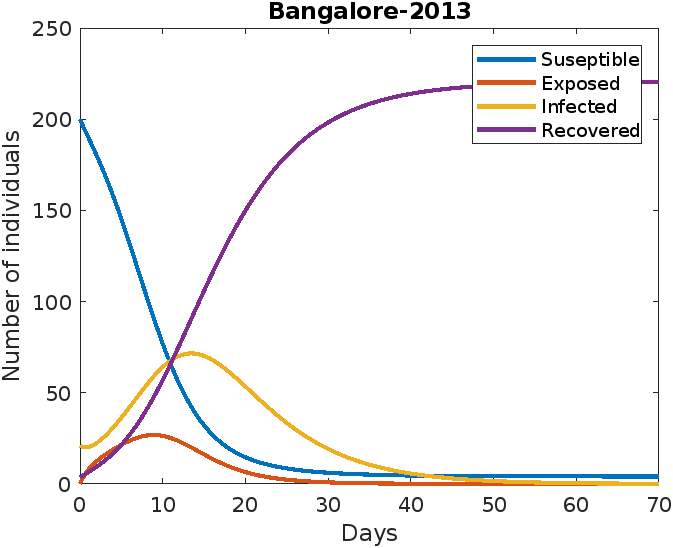 Bangalore-2013
250
200
150
100
50
0
Number of individuals
Suseptible
Exposed
Infected
Recovered
0 10 20 30 40 50 60 70
Days